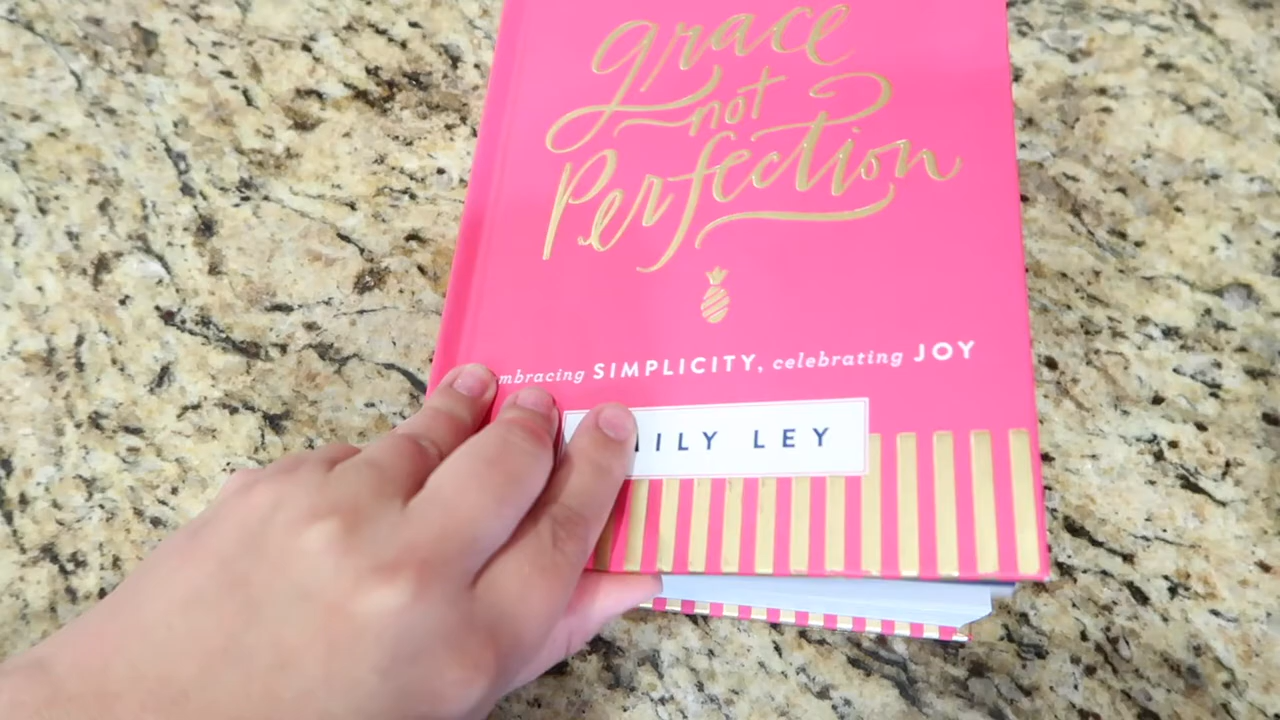 grace
not
Perfection
mbracing SIMPLICITY, celebrating JOY
ILY LEY